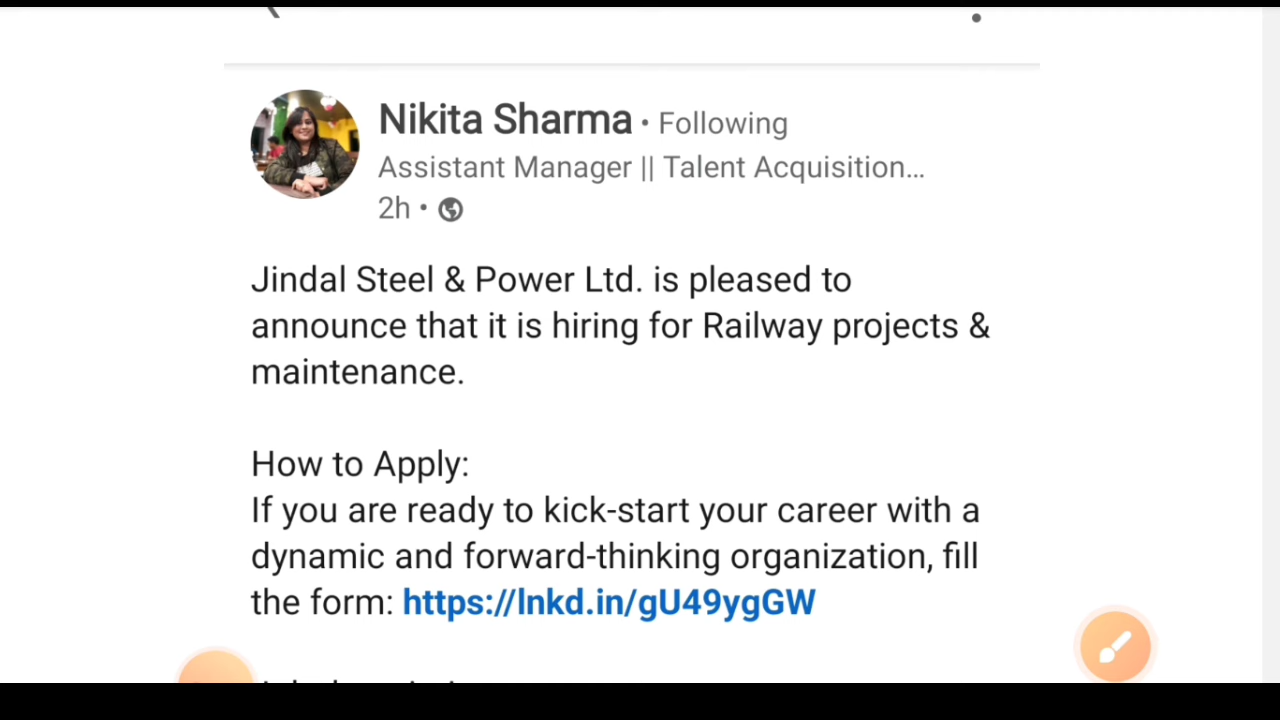 Nikita Sharma • Following
Assistant Manager || Talent Acquisition...
2h •
Jindal Steel & Power Ltd. is pleased to
announce that it is hiring for Railway projects &
maintenance.
How to Apply:
If you are ready to kick-start your career with a
dynamic and forward-thinking organization, fill
the form: https://lnkd.in/gU49ygGW